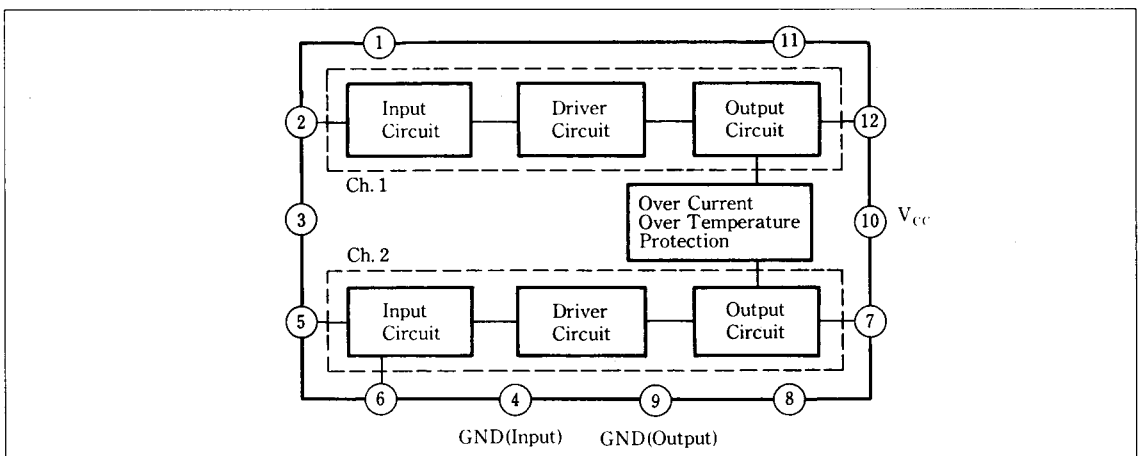 1
11
Input
Circuit
Driver
Circuit
Output
Circuit
2
12
Ch. 1
Over Current
Over Temperature
Protection
3
10
V_CC
Ch. 2
Input
Circuit
Driver
Circuit
Output
Circuit
5
7
6
4
9
8
GND(Input)
GND(Output)